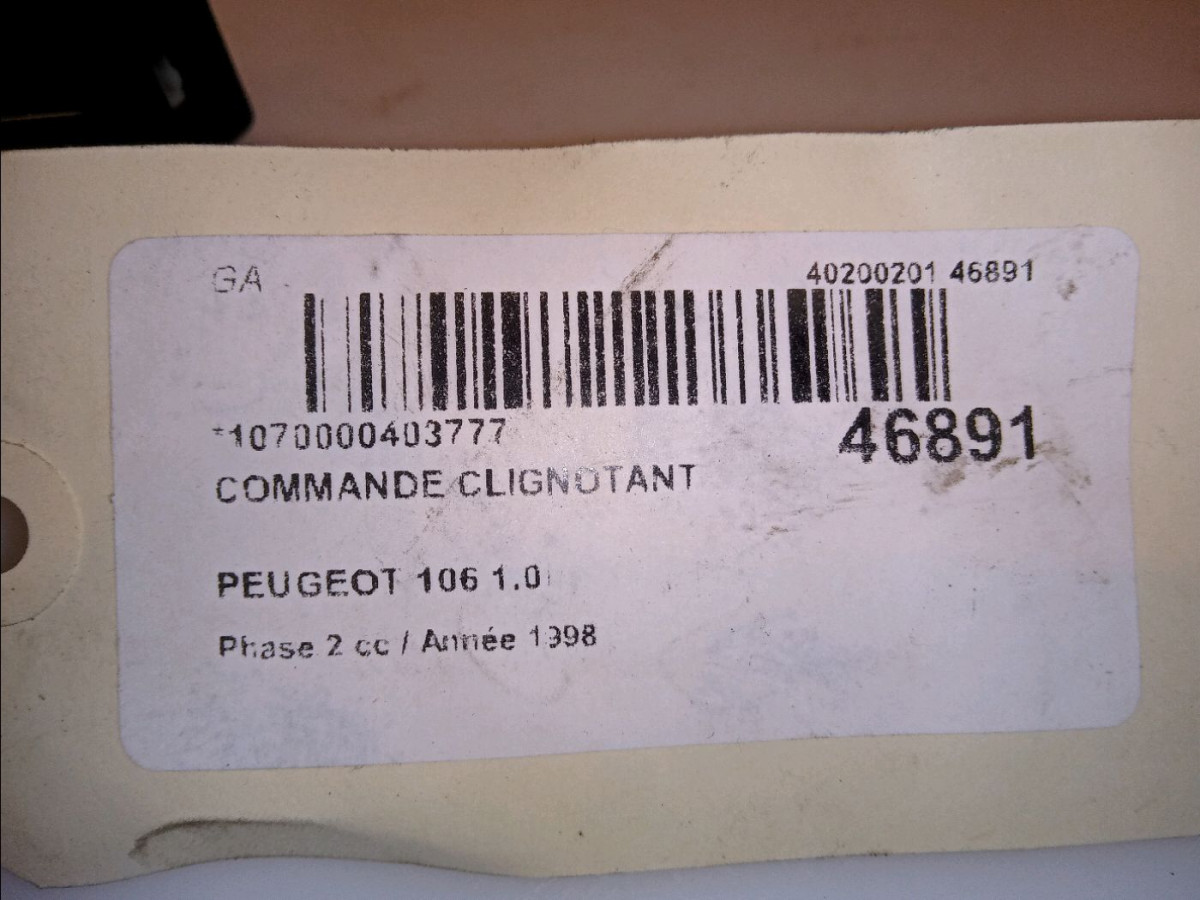 GA
40200201 46891
*1070000403777
46891
COMMANDE CLIGNOTANT
PEUGEOT 106 1.0
Phase 2 cc / Année 1998